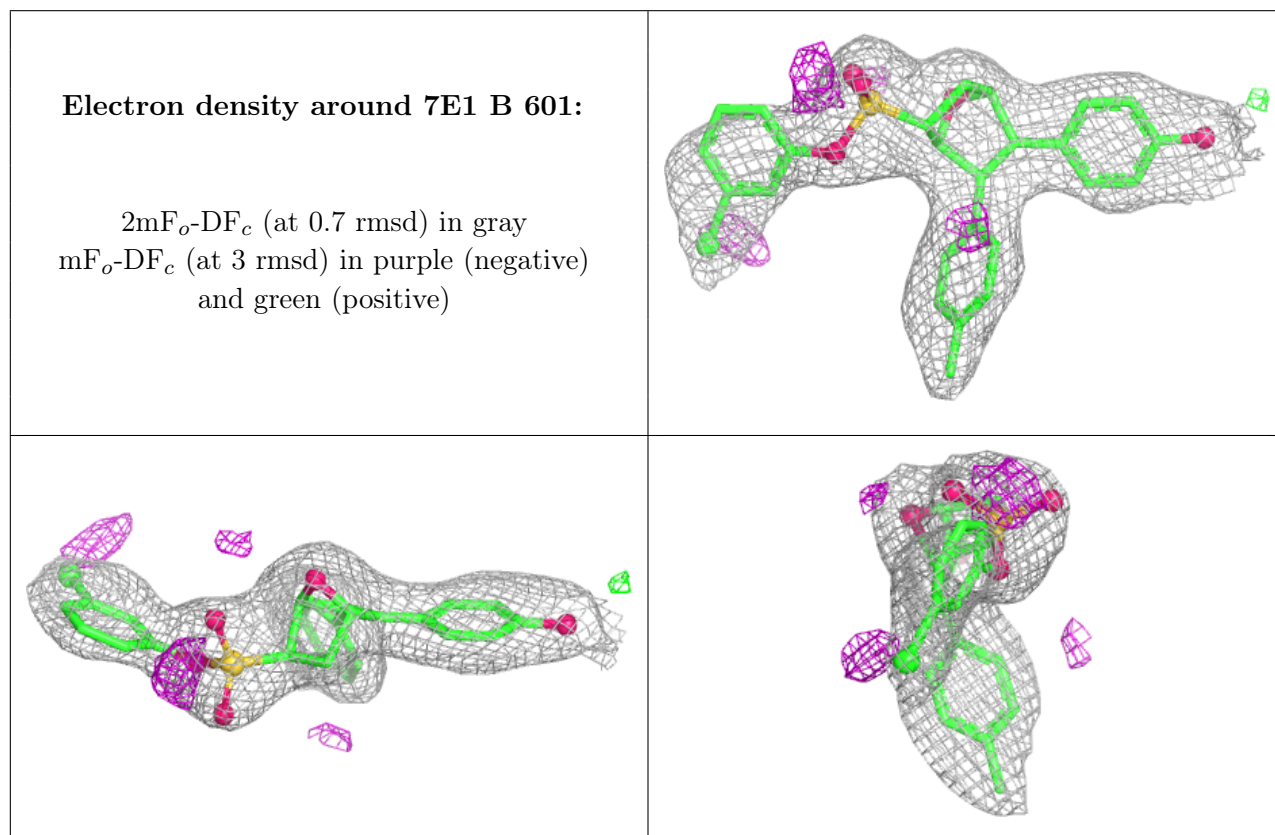 Electron density around 7E1 B 601:
2mFₒ-DF𝒸 (at 0.7 rmsd) in gray
mFₒ-DF𝒸 (at 3 rmsd) in purple (negative)
and green (positive)